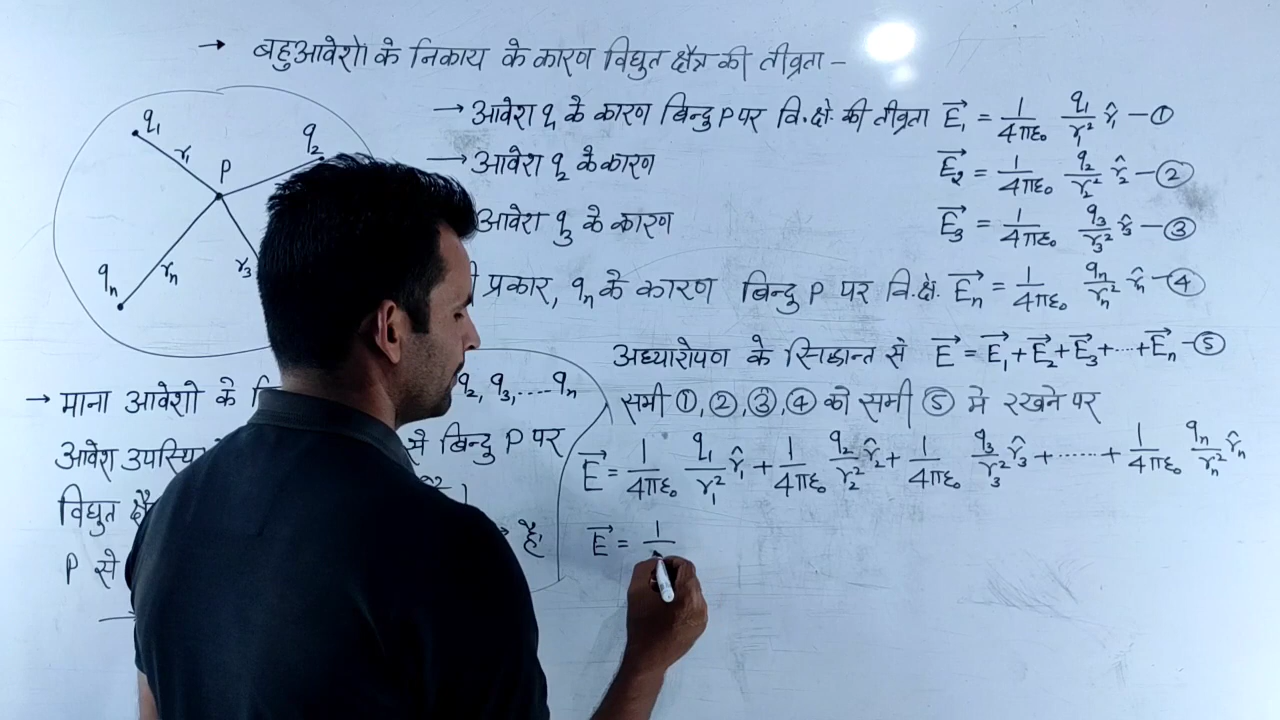 → बहुआवेशो के निकाय के कारण विद्युत क्षैत्र की तीव्रता –
q₁
r₁
P
q₂
qₙ
rₙ
r₃
→ आवेश q₁ के कारण बिन्दु P पर वि.क्षे. की तीव्रता E⃗₁ = 1/4πε₀ q₁/r₁² r̂₁ – ①
→ आवेश q₂ के कारण E⃗₂ = 1/4πε₀ q₂/r₂² r̂₂ – ②
आवेश q₃ के कारण E⃗₃ = 1/4πε₀ q₃/r₃² r̂₃ – ③
प्रकार, qₙ के कारण बिन्दु P पर वि.क्षे. E⃗ₙ = 1/4πε₀ qₙ/rₙ² r̂ₙ – ④
अध्यारोपण के सिद्धान्त से E⃗ = E⃗₁ + E⃗₂ + E⃗₃ + ---- + E⃗ₙ – ⑤
समी ①, ②, ③, ④ को समी ⑤ मे रखने पर
E⃗ = 1/4πε₀ q₁/r₁² r̂₁ + 1/4πε₀ q₂/r₂² r̂₂ + 1/4πε₀ q₃/r₃² r̂₃ + ------ + 1/4πε₀ qₙ/rₙ² r̂ₙ
E⃗ = 1
→ माना आवेशो के q₂, q₃, ---- qₙ
आवेश से बिन्दु P पर
विद्युत
P से है